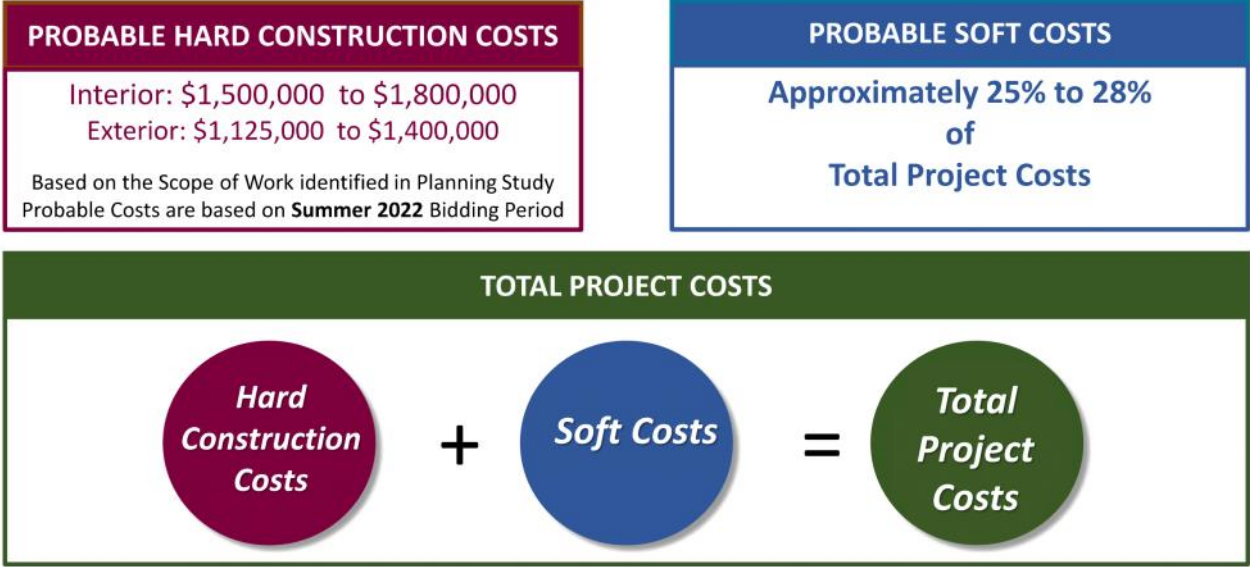 PROBABLE HARD CONSTRUCTION COSTS
Interior: $1,500,000 to $1,800,000
Exterior: $1,125,000 to $1,400,000
Based on the Scope of Work identified in Planning Study
Probable Costs are based on Summer 2022 Bidding Period
PROBABLE SOFT COSTS
Approximately 25% to 28%
of
Total Project Costs
TOTAL PROJECT COSTS
Hard
Construction
Costs
+
Soft Costs
=
Total
Project
Costs